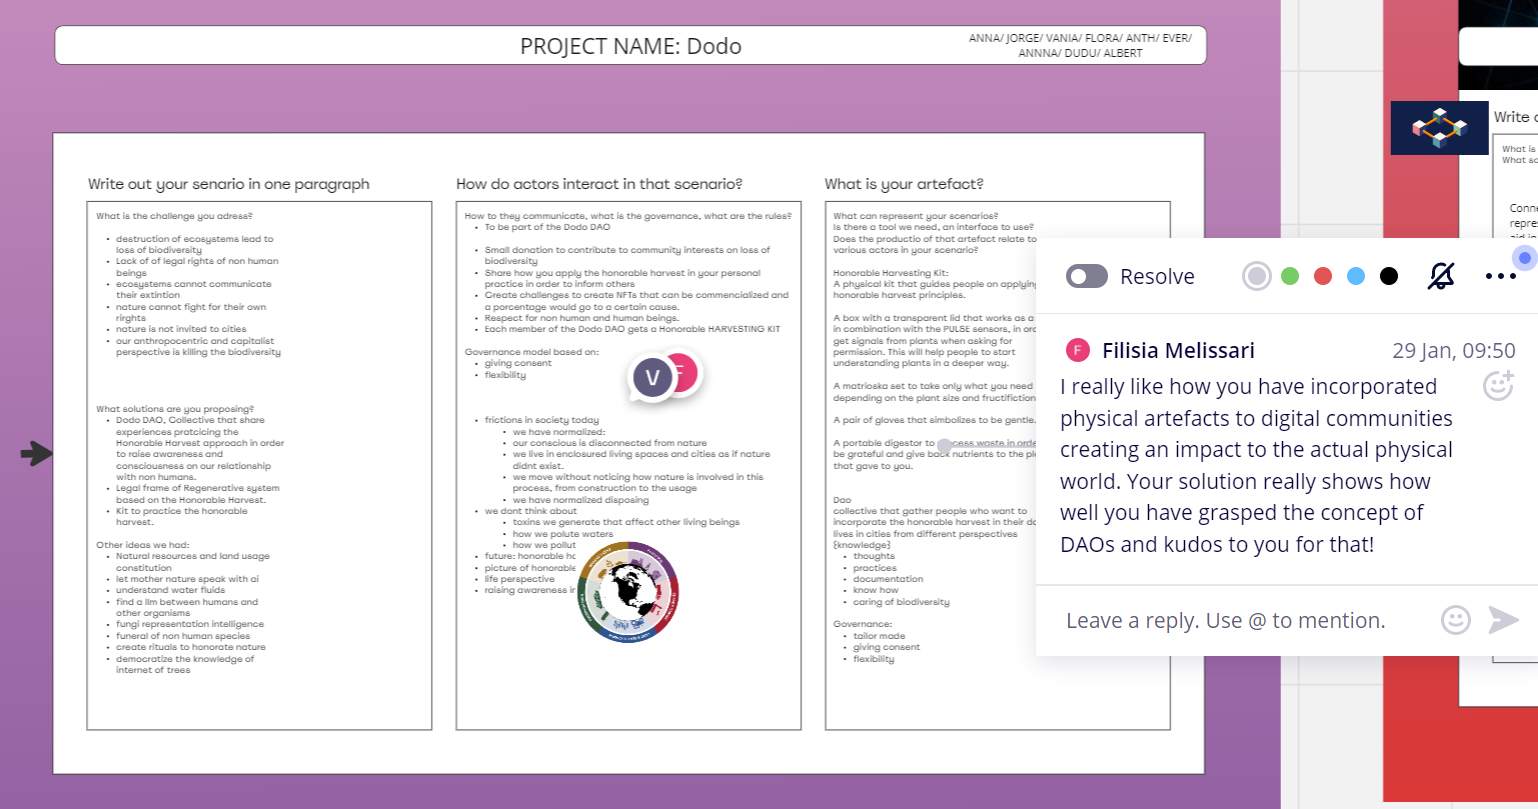 PROJECT NAME: Dodo
ANNA/ JORGE/ VANIA/ FLORA/ ANTH/ EVER/
ANNNA/ DUDU/ ALBERT
Write out your senario in one paragraph
What is the challenge you adress?
destruction of ecosystems lead to
loss of biodiversity
Lack of of legal rights of non human
beings
ecosystems cannot communicate
their extintion
nature cannot fight for their own
rirghts
nature is not invited to cities
our anthropocentric and capitalist
perspective is killing the biodiversity
What solutions are you proposing?
Dodo DAO, Collective that share
experiences pratcicing the
Honorable Harvest approach in order
to raise awareness and
consciousness on our relationship
with non humans.
Legal frame of Regenerative system
based on the Honorable Harvest.
Kit to practice the honorable
harvest.
Other ideas we had:
Natural resources and land usage
constitution
let mother nature speak with ai
understand water fluids
find a llm between humans and
other organisms
fungi representation intelligence
funeral of non human species
create rituals to honorate nature
democratize the knowledge of
internet of trees
How do actors interact in that scenario?
How to they communicate, what is the governance, what are the rules?
To be part of the Dodo DAO
Small donation to contribute to community interests on loss of
biodiversity
Share how you apply the honorable harvest in your personal
practice in order to inform others
Create challenges to create NFTs that can be commencialized and
a porcentage would go to a certain cause.
Respect for non human and human beings.
Each member of the Dodo DAO gets a Honorable HARVESTING KIT
Governance model based on:
giving consent
flexibility
V
F
frictions in society today
we have normalized:
our conscious is disconnected from nature
we live in enclosured living spaces and cities as if nature
didnt exist.
we move without noticing how nature is involved in this
process, from construction to the usage
we have normalized disposing
we dont think about
toxins we generate that affect other living beings
how we polute waters
how we pollut
future: honorable ha
picture of honorable
life perspective
raising awareness in
What is your artefact?
What can represent your scenarios?
Is there a tool we need, an interface to use?
Does the productio of that artefact relate to
various actors in your scenario?
Honorable Harvesting Kit:
A physical kit that guides people on applying
honorable harvest principles.
A box with a transparent lid that works as a
in combination with the PULSE sensors, in ord
get signals from plants when asking for
permission. This will help people to start
understanding plants in a deeper way.
A matrioska set to take only what you need
depending on the plant size and fructifiction
A pair of gloves that simbolizes to be gentle.
A portable digestor to process waste in orde
be grateful and give back nutrients to the pla
that gave to you.
Dao
collective that gather people who want to
incorporate the honorable harvest in their da
lives in cities from different perspectives
{knowledge}
thoughts
practices
documentation
know how
caring of biodiversity
Governance:
tailor made
giving consent
flexibility
Write o
What is
What sc
Conne
repres
aid in
Resolve
F
Filisia Melissari
29 Jan, 09:50
I really like how you have incorporated
physical artefacts to digital communities
creating an impact to the actual physical
world. Your solution really shows how
well you have grasped the concept of
DAOs and kudos to you for that!
Leave a reply. Use @ to mention.